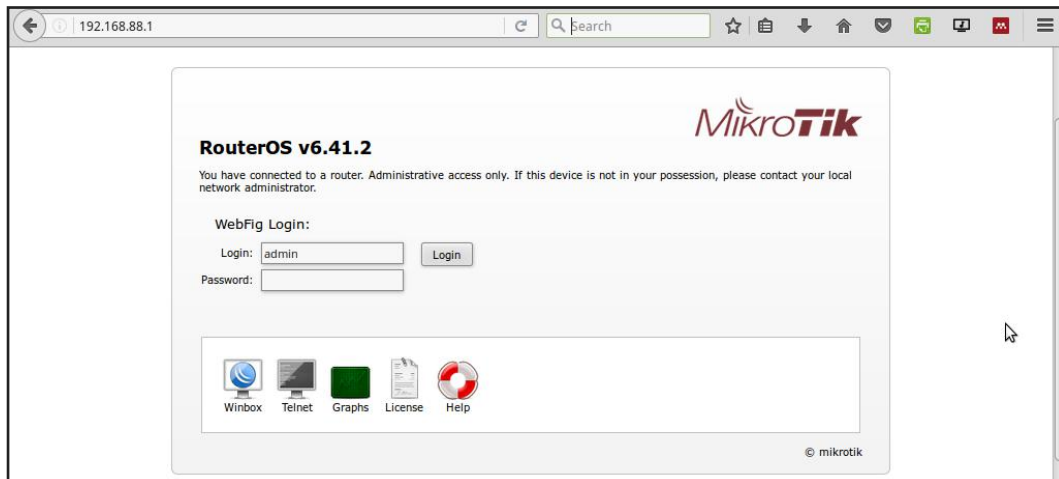 192.168.88.1
Search
MikroTik
RouterOS v6.41.2
You have connected to a router. Administrative access only. If this device is not in your possession, please contact your local
network administrator.
WebFig Login:
Login: admin Login
Password:
Winbox Telnet Graphs License Help
© mikrotik